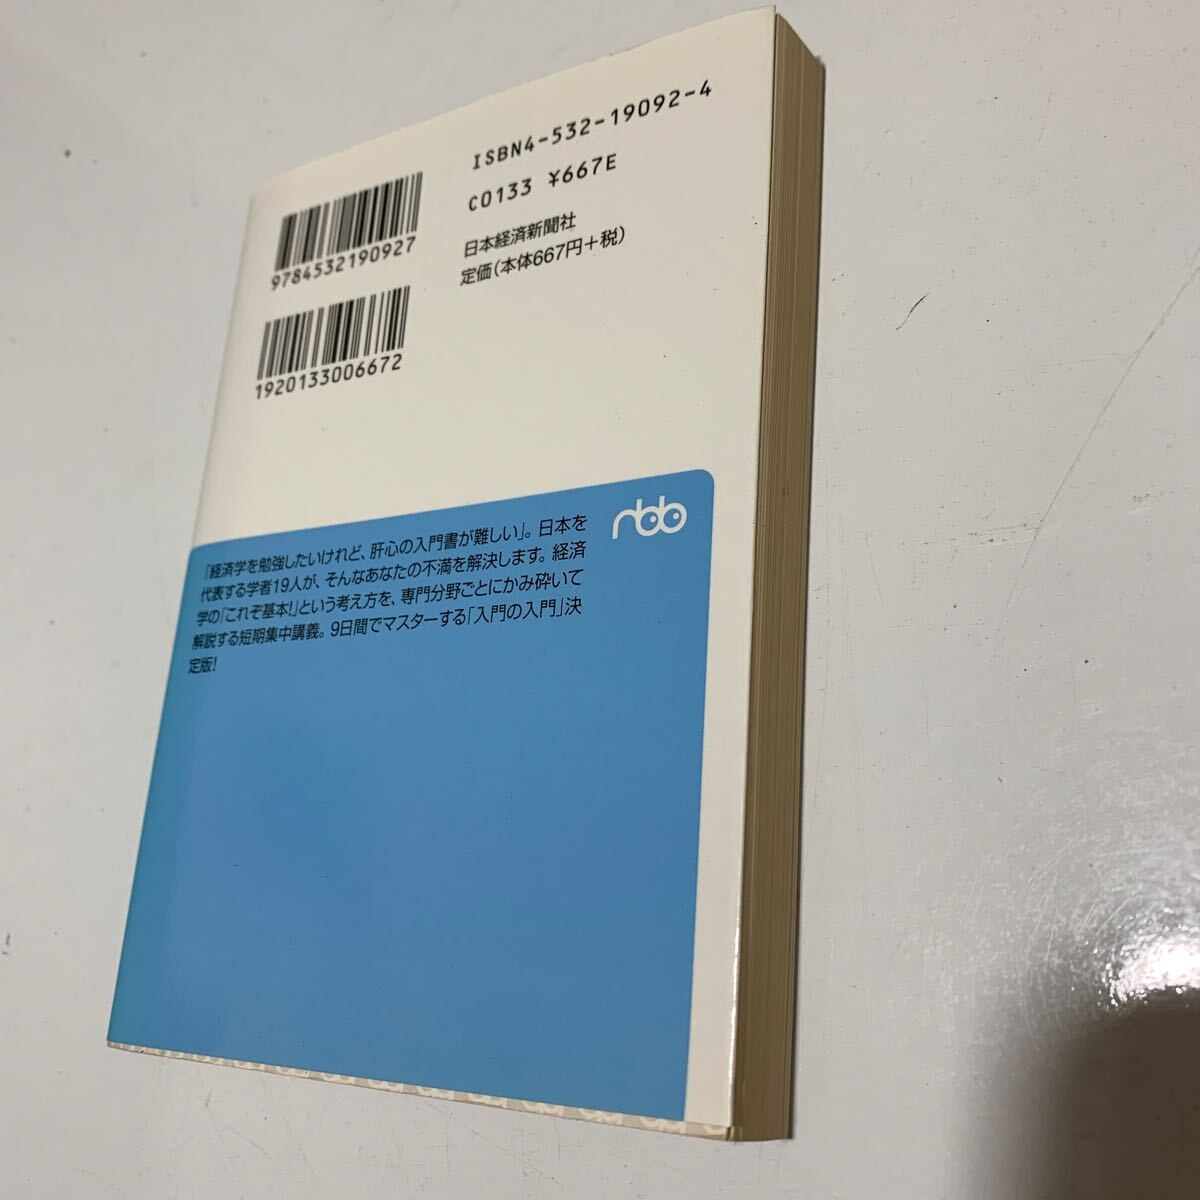 ISBN4-532-19092-4
C0133 ¥667E
日本経済新聞社
定価(本体667円+税)
9784532190927
1920133006672
nbb
「経済学を勉強したいけれど、肝心の入門書が難しい」。日本を
代表する学者19人が、そんなあなたの不満を解決します。経済
学の「これぞ基本!」という考え方を、専門分野ごとにかみ砕いて
解説する短期集中講義。9日間でマスターする「入門の入門」決
定版!